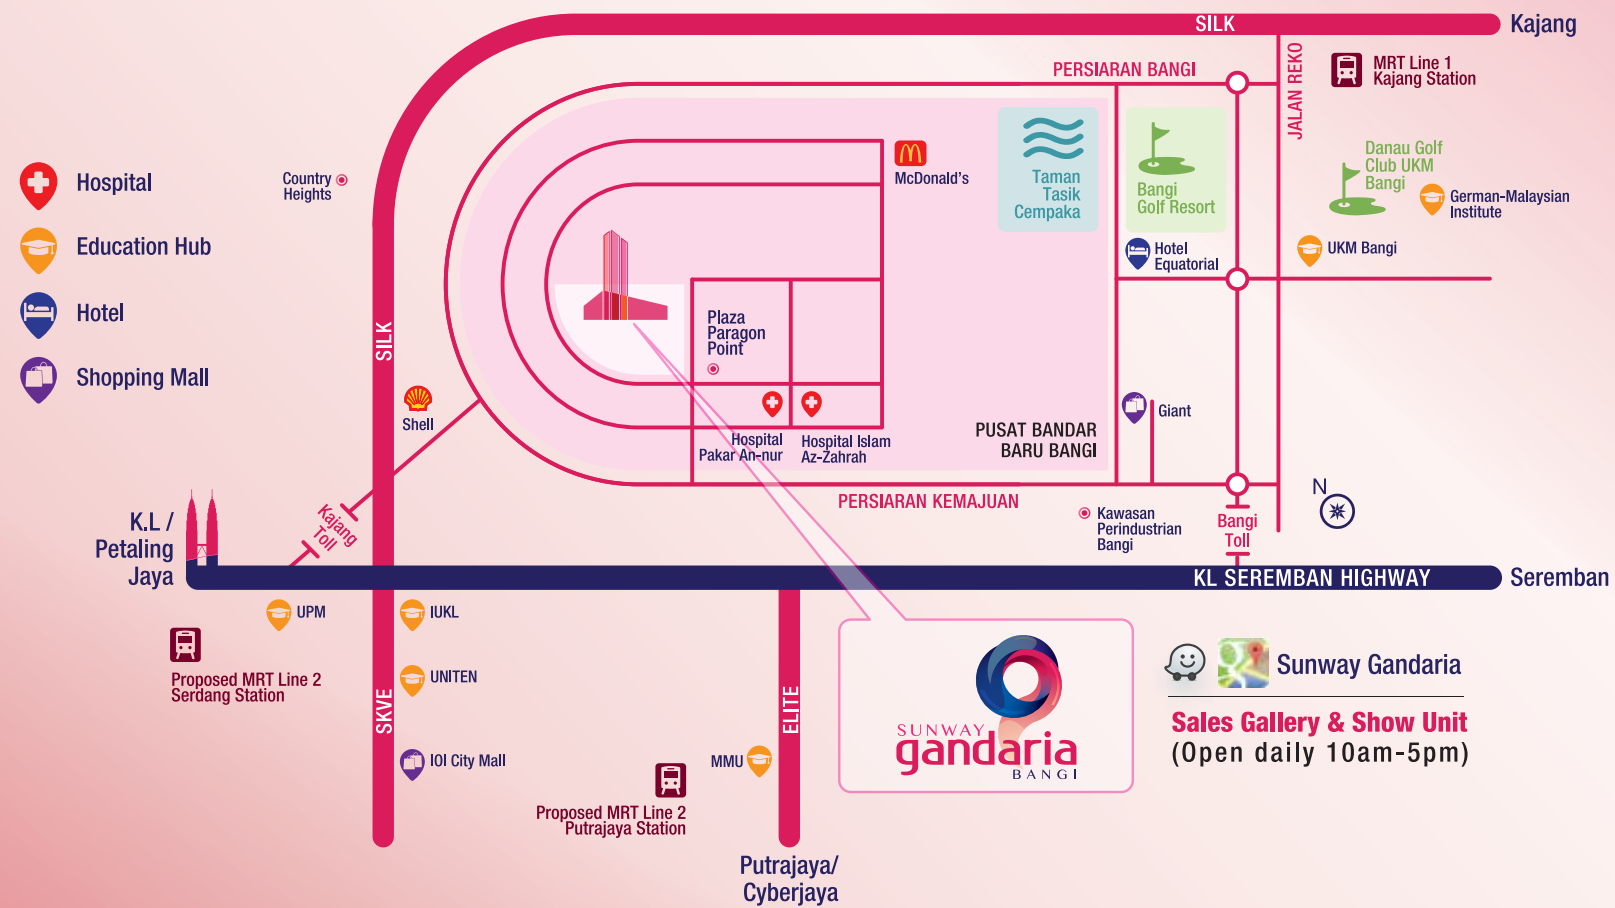 SILK
Kajang
PERSIARAN BANGI
JALAN REKO
MRT Line 1
Kajang Station
Hospital
Education Hub
Hotel
Shopping Mall
Country
Heights
McDonald's
Taman
Tasik
Cempaka
Bangi
Golf Resort
Danau Golf
Club UKM
Bangi
German-Malaysian
Institute
Hotel
Equatorial
UKM Bangi
SILK
Plaza
Paragon
Point
Shell
Hospital
Pakar An-nur
Hospital Islam
Az-Zahrah
PUSAT BANDAR
BARU BANGI
Giant
PERSIARAN KEMAJUAN
Kawasan
Perindustrian
Bangi
Bangi
Toll
N
Kajang
Toll
K.L /
Petaling
Jaya
KL SEREMBAN HIGHWAY
Seremban
UPM
IUKL
Proposed MRT Line 2
Serdang Station
UNITEN
SKVE
IOI City Mall
ELITE
MMU
Proposed MRT Line 2
Putrajaya Station
Putrajaya/
Cyberjaya
SUNWAY
gandaria
BANGI
Sunway Gandaria
Sales Gallery & Show Unit
(Open daily 10am-5pm)